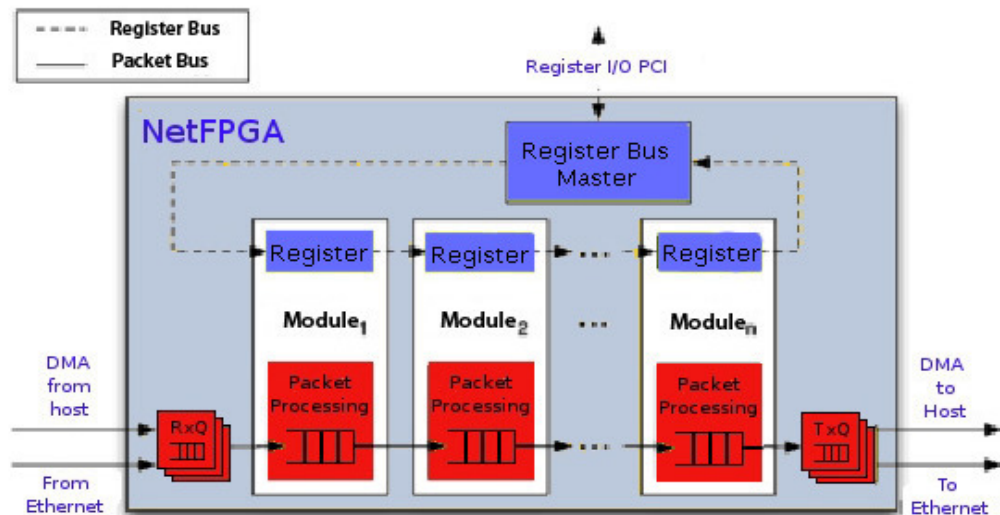 Register Bus
Packet Bus
Register I/O PCI
NetFPGA
Register Bus
Master
Register
Register
Register
Module1
Module2
Modulen
DMA
from
host
DMA
to
Host
Packet
Processing
Packet
Processing
Packet
Processing
RxQ
TxQ
From
Ethernet
To
Ethernet